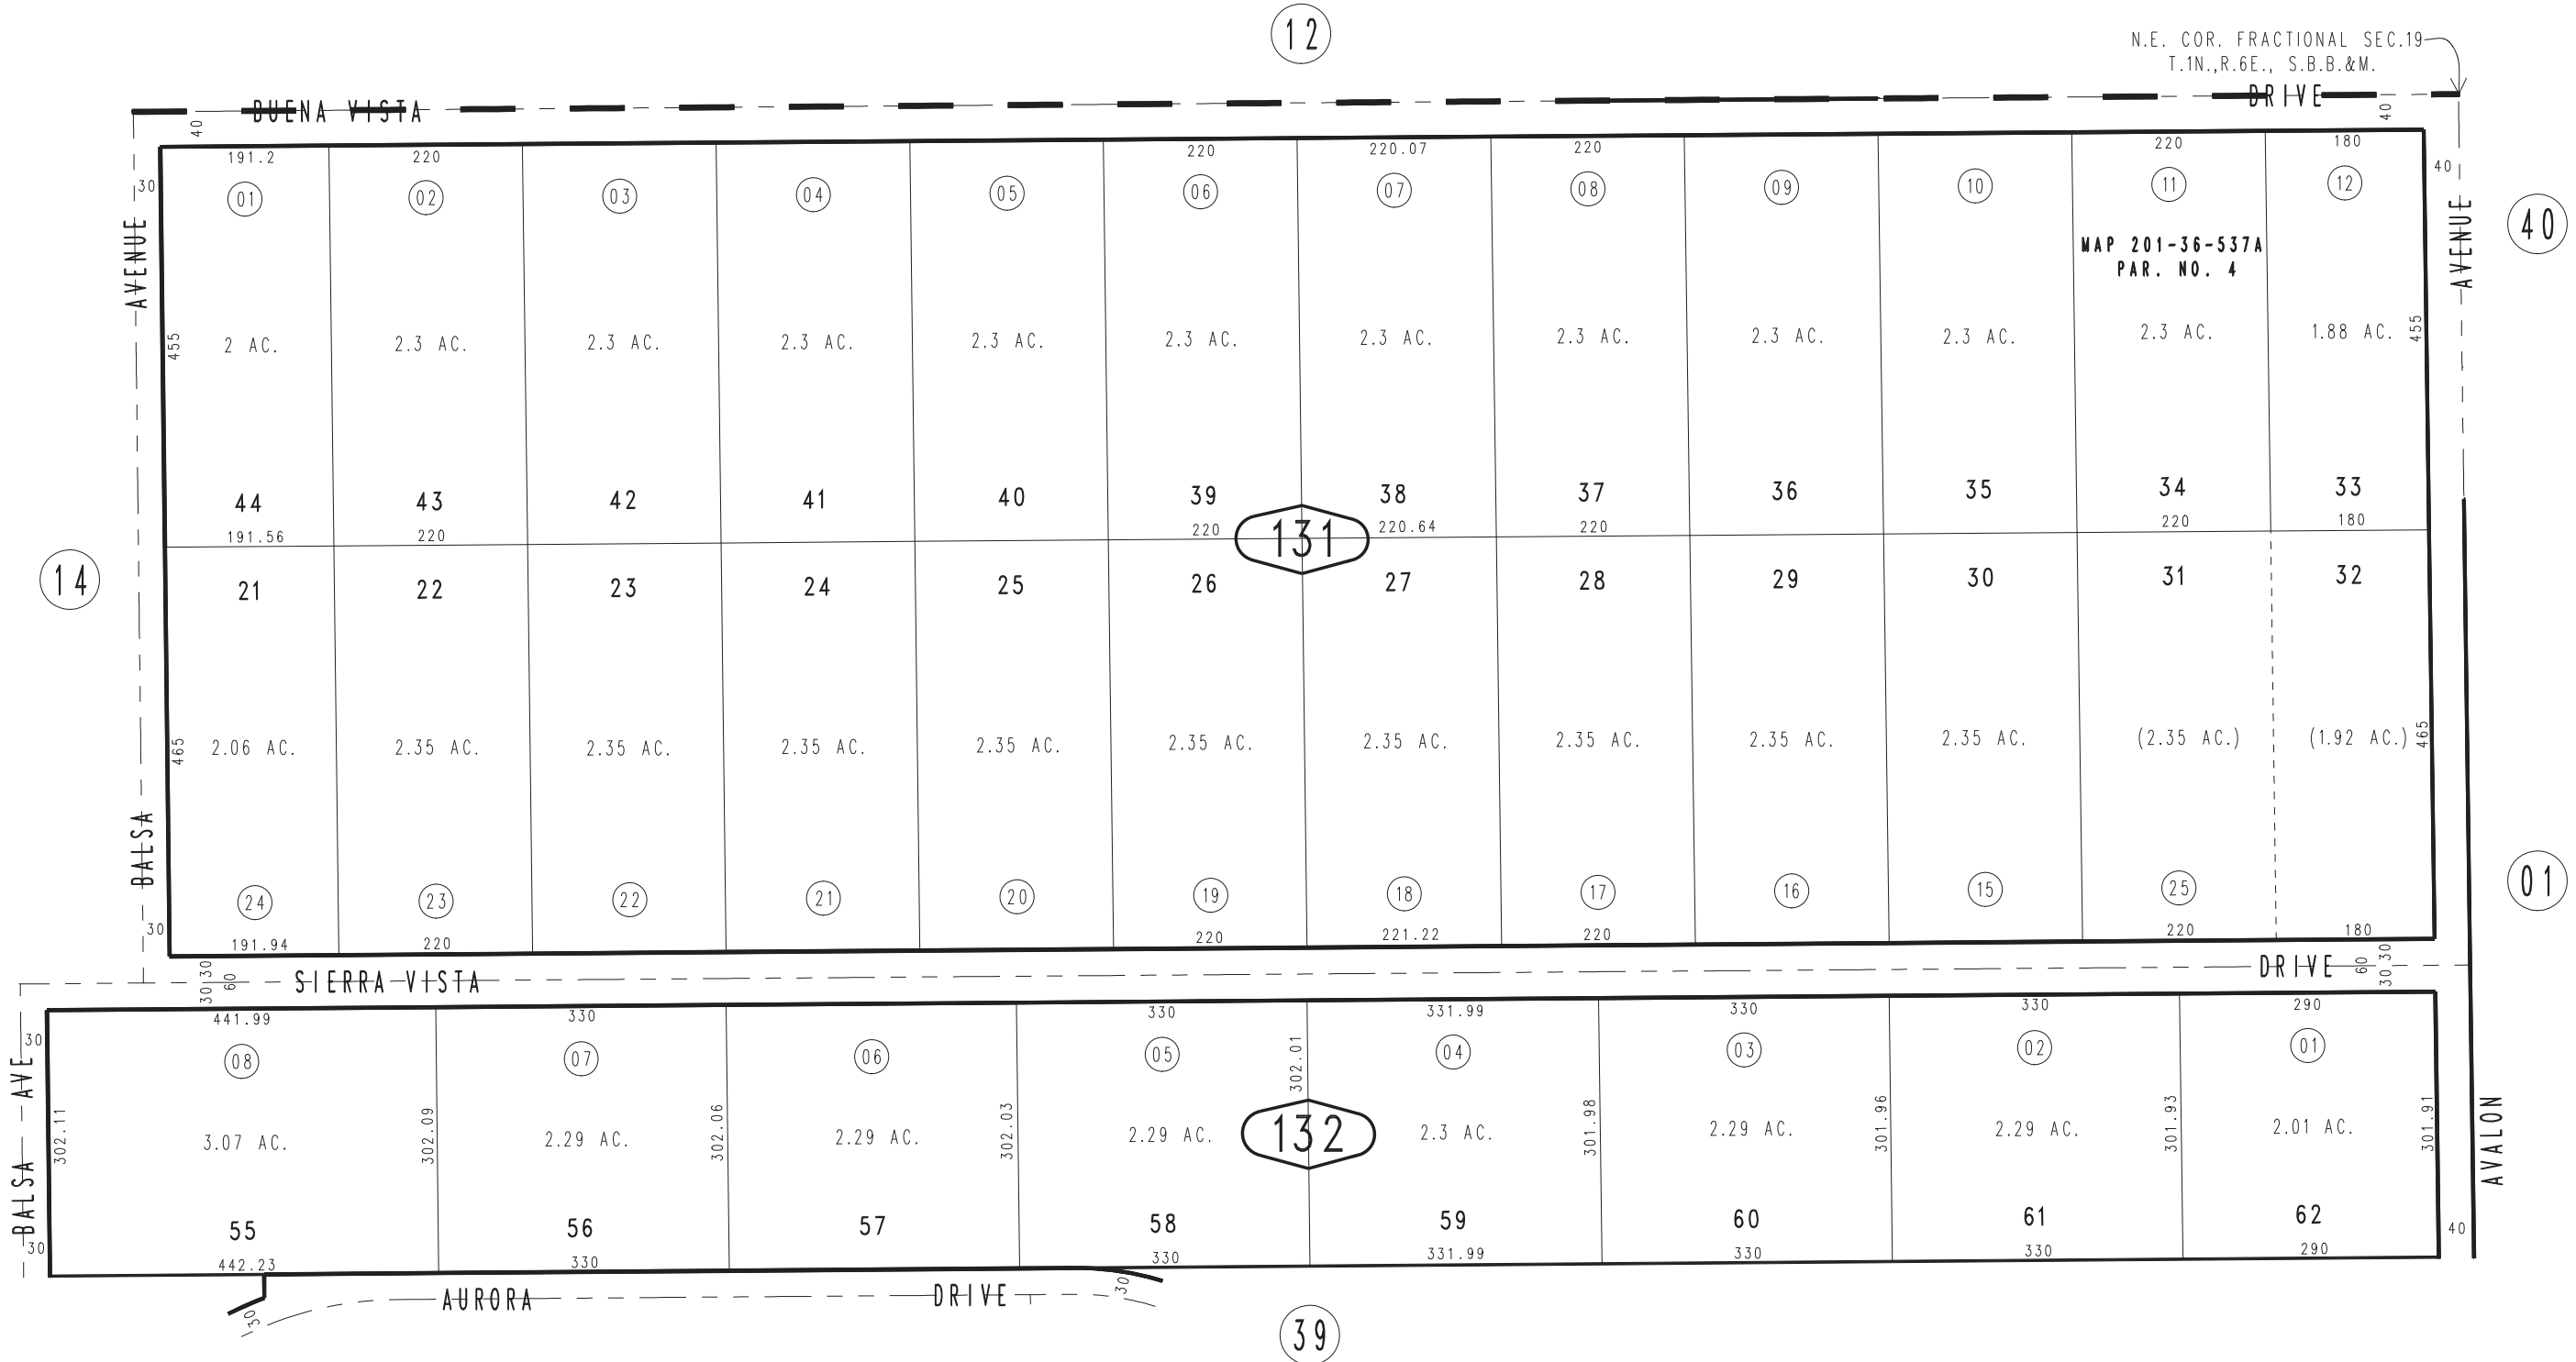 12
N.E. COR. FRACTIONAL SEC.19
T.1N.,R.6E., S.B.B.&M.
BUENA VISTA DRIVE
40 40
191.2 220 220 220.07 220 220 180
30 40
01 02 03 04 05 06 07 08 09 10 11 12
AVENUE AVENUE 40
MAP 201-36-537A
PAR. NO. 4
455 2 AC. 2.3 AC. 2.3 AC. 2.3 AC. 2.3 AC. 2.3 AC. 2.3 AC. 2.3 AC. 2.3 AC. 2.3 AC. 2.3 AC. 1.88 AC. 455
44 43 42 41 40 39 38 37 36 35 34 33
191.56 220 220 220.64 220 220 180
131
14
21 22 23 24 25 26 27 28 29 30 31 32
465 2.06 AC. 2.35 AC. 2.35 AC. 2.35 AC. 2.35 AC. 2.35 AC. 2.35 AC. 2.35 AC. 2.35 AC. 2.35 AC. (2.35 AC.) (1.92 AC.) 465
BALSA
24 23 22 21 20 19 18 17 16 15 25
01
30
191.94 220 220 221.22 220 220 180
30 30 60 SIERRA VISTA DRIVE 60 30 30
441.99 330 330 331.99 330 330 290
30
08 07 06 05 04 03 02 01
BALSA AVE
302.11 302.09 302.06 302.03 302.01 301.98 301.96 301.93 301.91
3.07 AC. 2.29 AC. 2.29 AC. 2.29 AC. 2.3 AC. 2.29 AC. 2.29 AC. 2.01 AC.
132
AVALON
55 56 57 58 59 60 61 62
30 40
442.23 330 330 331.99 330 330 290
30 AURORA DRIVE 30
39